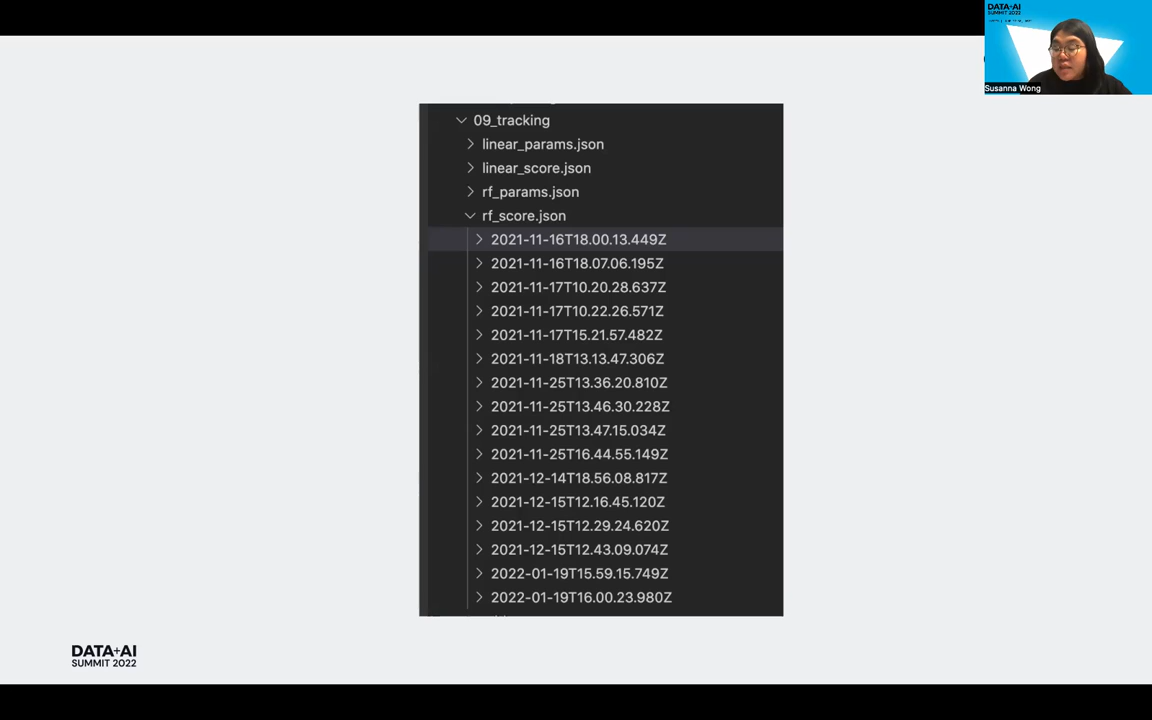 DATA+AI
SUMMIT 2022
Susanna Wong
09_tracking
linear_params.json
linear_score.json
rf_params.json
rf_score.json
2021-11-16T18.00.13.449Z
2021-11-16T18.07.06.195Z
2021-11-17T10.20.28.637Z
2021-11-17T10.22.26.571Z
2021-11-17T15.21.57.482Z
2021-11-18T13.13.47.306Z
2021-11-25T13.36.20.810Z
2021-11-25T13.46.30.228Z
2021-11-25T13.47.15.034Z
2021-11-25T16.44.55.149Z
2021-12-14T18.56.08.817Z
2021-12-15T12.16.45.120Z
2021-12-15T12.29.24.620Z
2021-12-15T12.43.09.074Z
2022-01-19T15.59.15.749Z
2022-01-19T16.00.23.980Z
DATA+AI
SUMMIT 2022